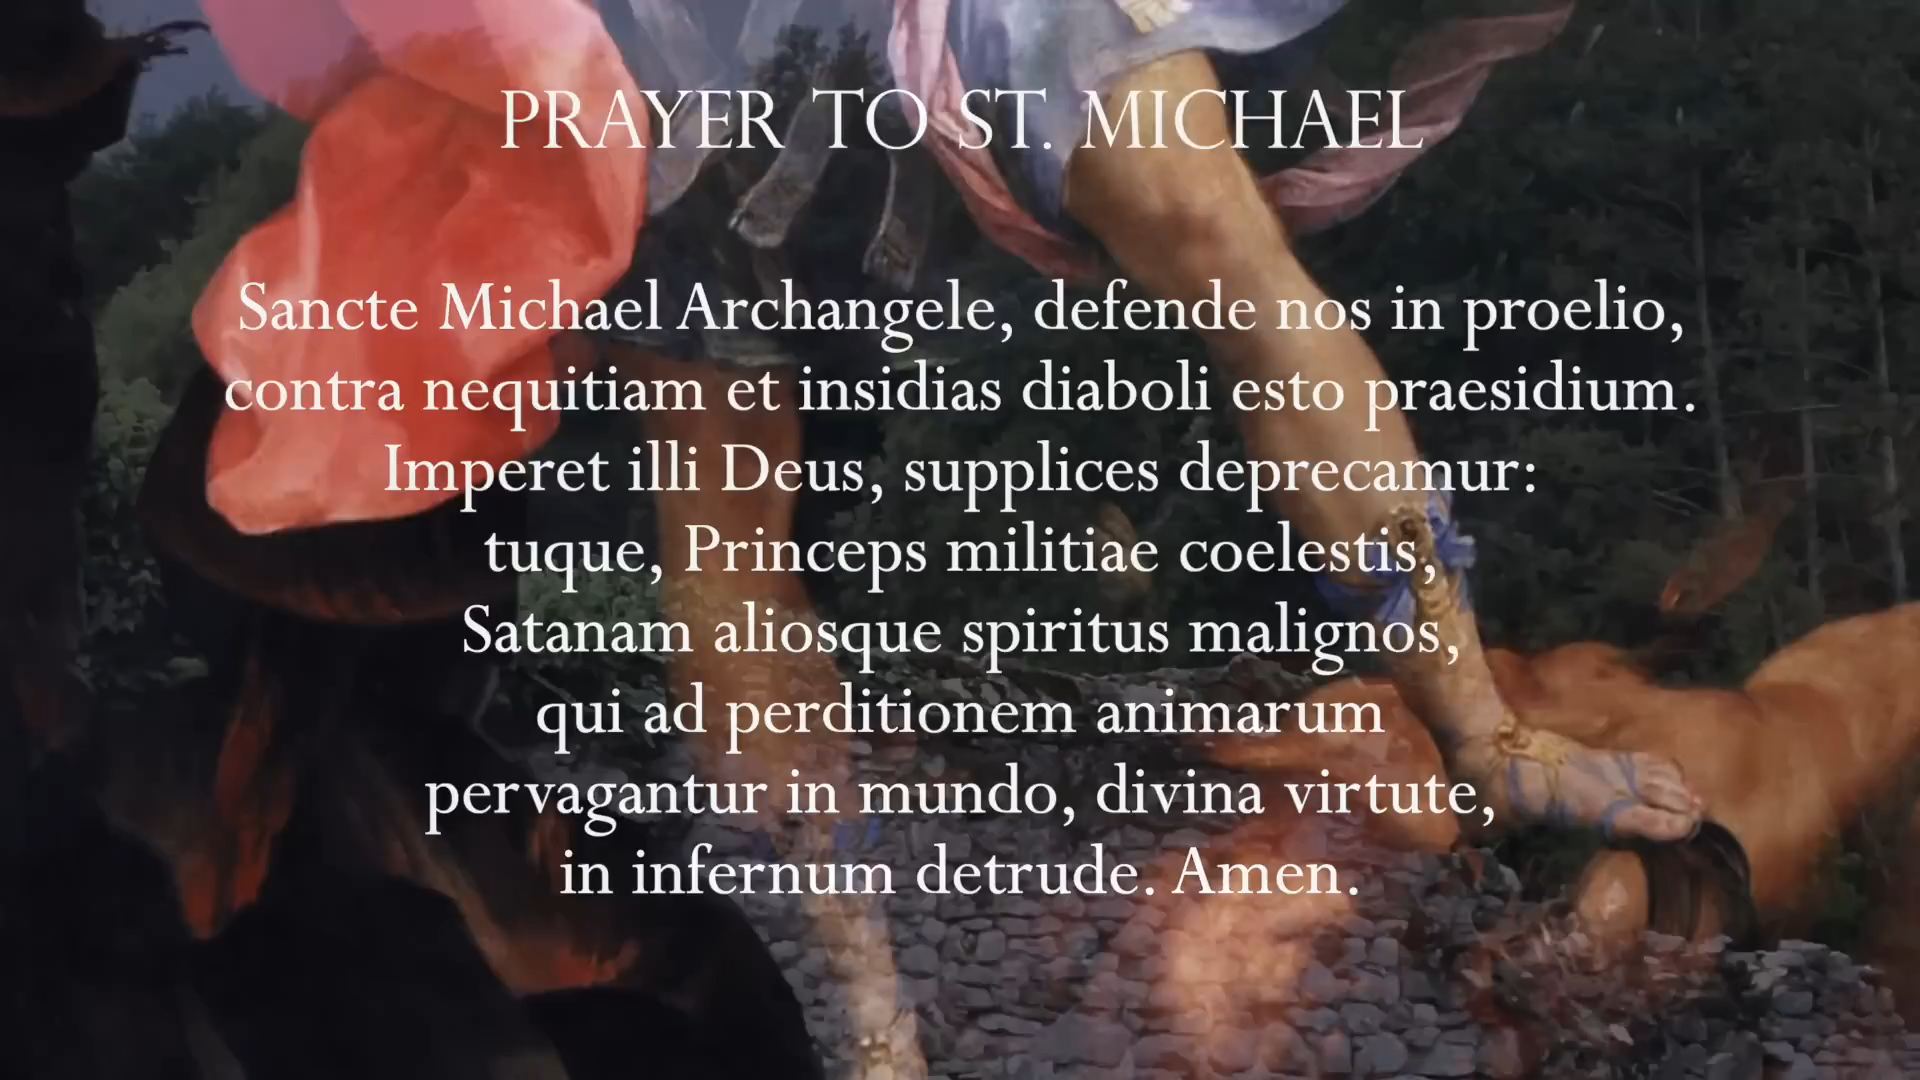 PRAYER TO ST. MICHAEL
Sancte Michael Archangele, defende nos in proelio,
contra nequitiam et insidias diaboli esto praesidium.
Imperet illi Deus, supplices deprecamur:
tuque, Princeps militiae coelestis,
Satanam aliosque spiritus malignos,
qui ad perditionem animarum
pervagantur in mundo, divina virtute,
in infernum detrude. Amen.